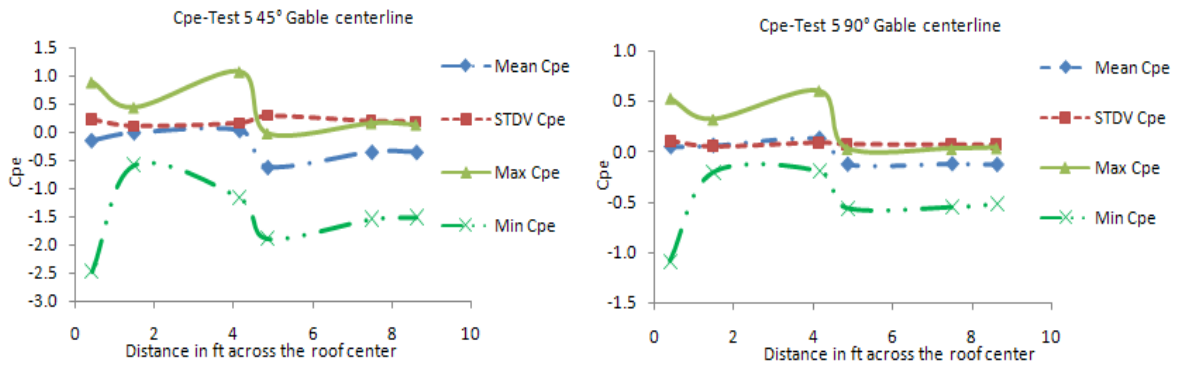 Cpe-Test 5 45° Gable centerline
1.5
1.0
0.5
0.0
-0.5
-1.0
-1.5
-2.0
-2.5
-3.0
Cpe
0 2 4 6 8 10
Distance in ft across the roof center
Mean Cpe
STDV Cpe
Max Cpe
Min Cpe
Cpe-Test 5 90° Gable centerline
1.0
0.5
0.0
-0.5
-1.0
-1.5
Cpe
0 2 4 6 8 10
Distance in ft across the roof center
Mean Cpe
STDV Cpe
Max Cpe
Min Cpe